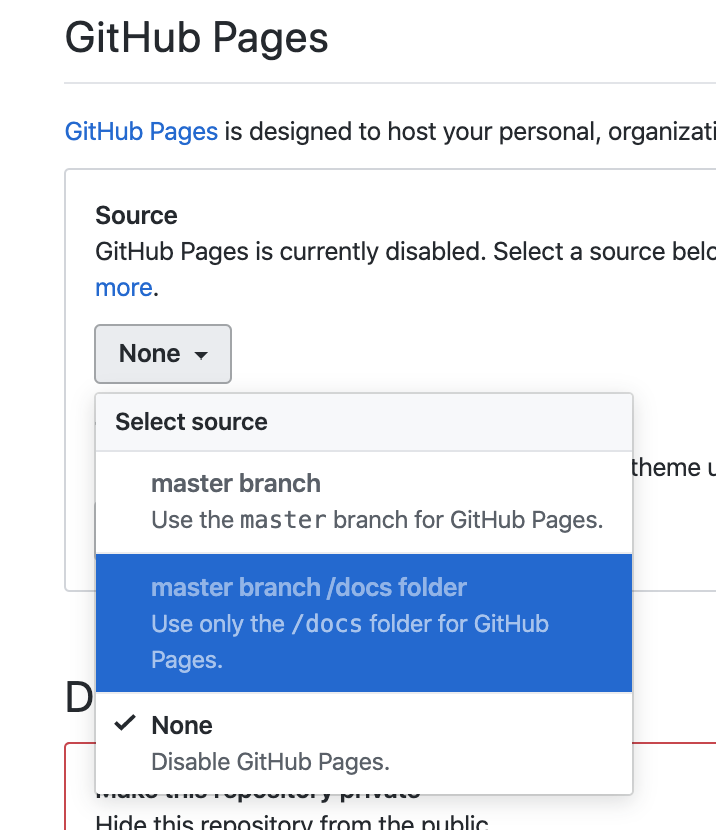 GitHub Pages
GitHub Pages is designed to host your personal,
Source
GitHub Pages is currently disabled. Select a source
more.
None
Select source
theme
master branch
Use the master branch for GitHub Pages.
master branch /docs folder
Use only the /docs folder for GitHub
Pages.
D
None
Disable GitHub Pages.
Make this repository private
Hide this repository from the public